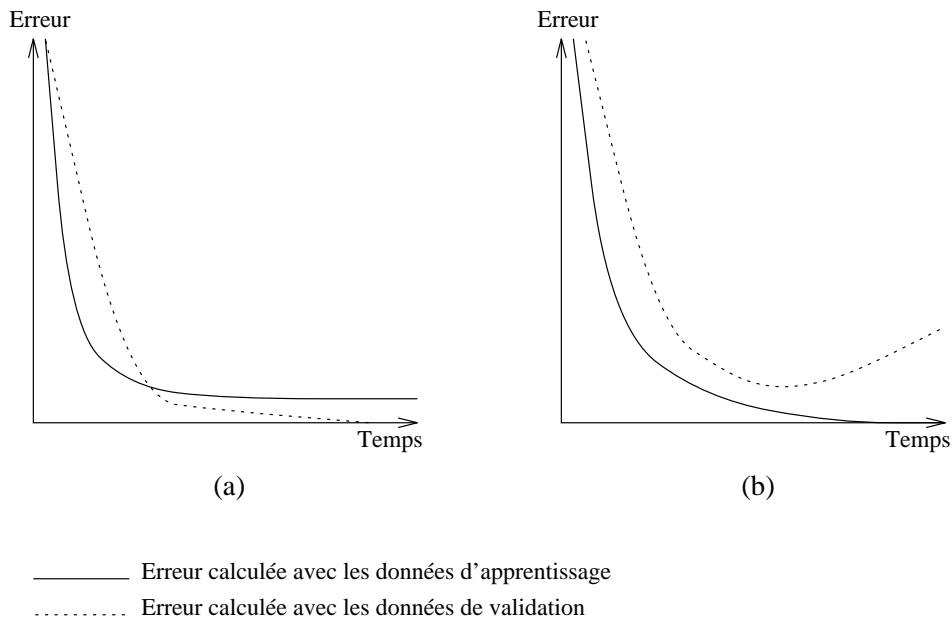 Erreur
Erreur
Temps
Temps
(a)
(b)
Erreur calculée avec les données d'apprentissage
Erreur calculée avec les données de validation